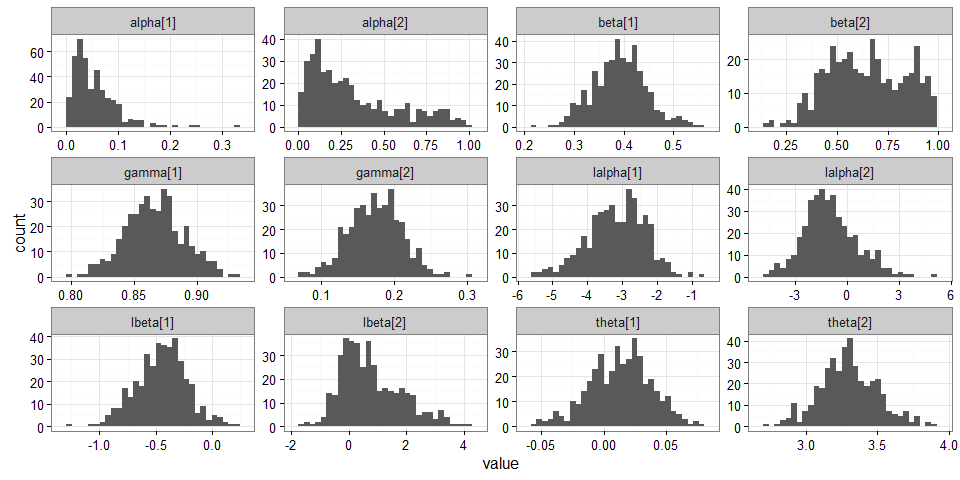 alpha[1] alpha[2] beta[1] beta[2]
60 40 20 0
40 30 20 10 0
40 30 20 10 0
20 10 0
0.0 0.1 0.2 0.3
0.00 0.25 0.50 0.75 1.00
0.2 0.3 0.4 0.5
0.25 0.50 0.75 1.00
gamma[1] gamma[2] lalpha[1] lalpha[2]
30 20 10 0
30 20 10 0
30 20 10 0
40 30 20 10 0
0.80 0.85 0.90
0.1 0.2 0.3
-6 -5 -4 -3 -2 -1
-3 0 3 6
lbeta[1] lbeta[2] theta[1] theta[2]
40 30 20 10 0
30 20 10 0
30 20 10 0
40 30 20 10 0
-1.0 -0.5 0.0
-2 0 2 4
-0.05 0.00 0.05
3.0 3.5 4.0
count
value